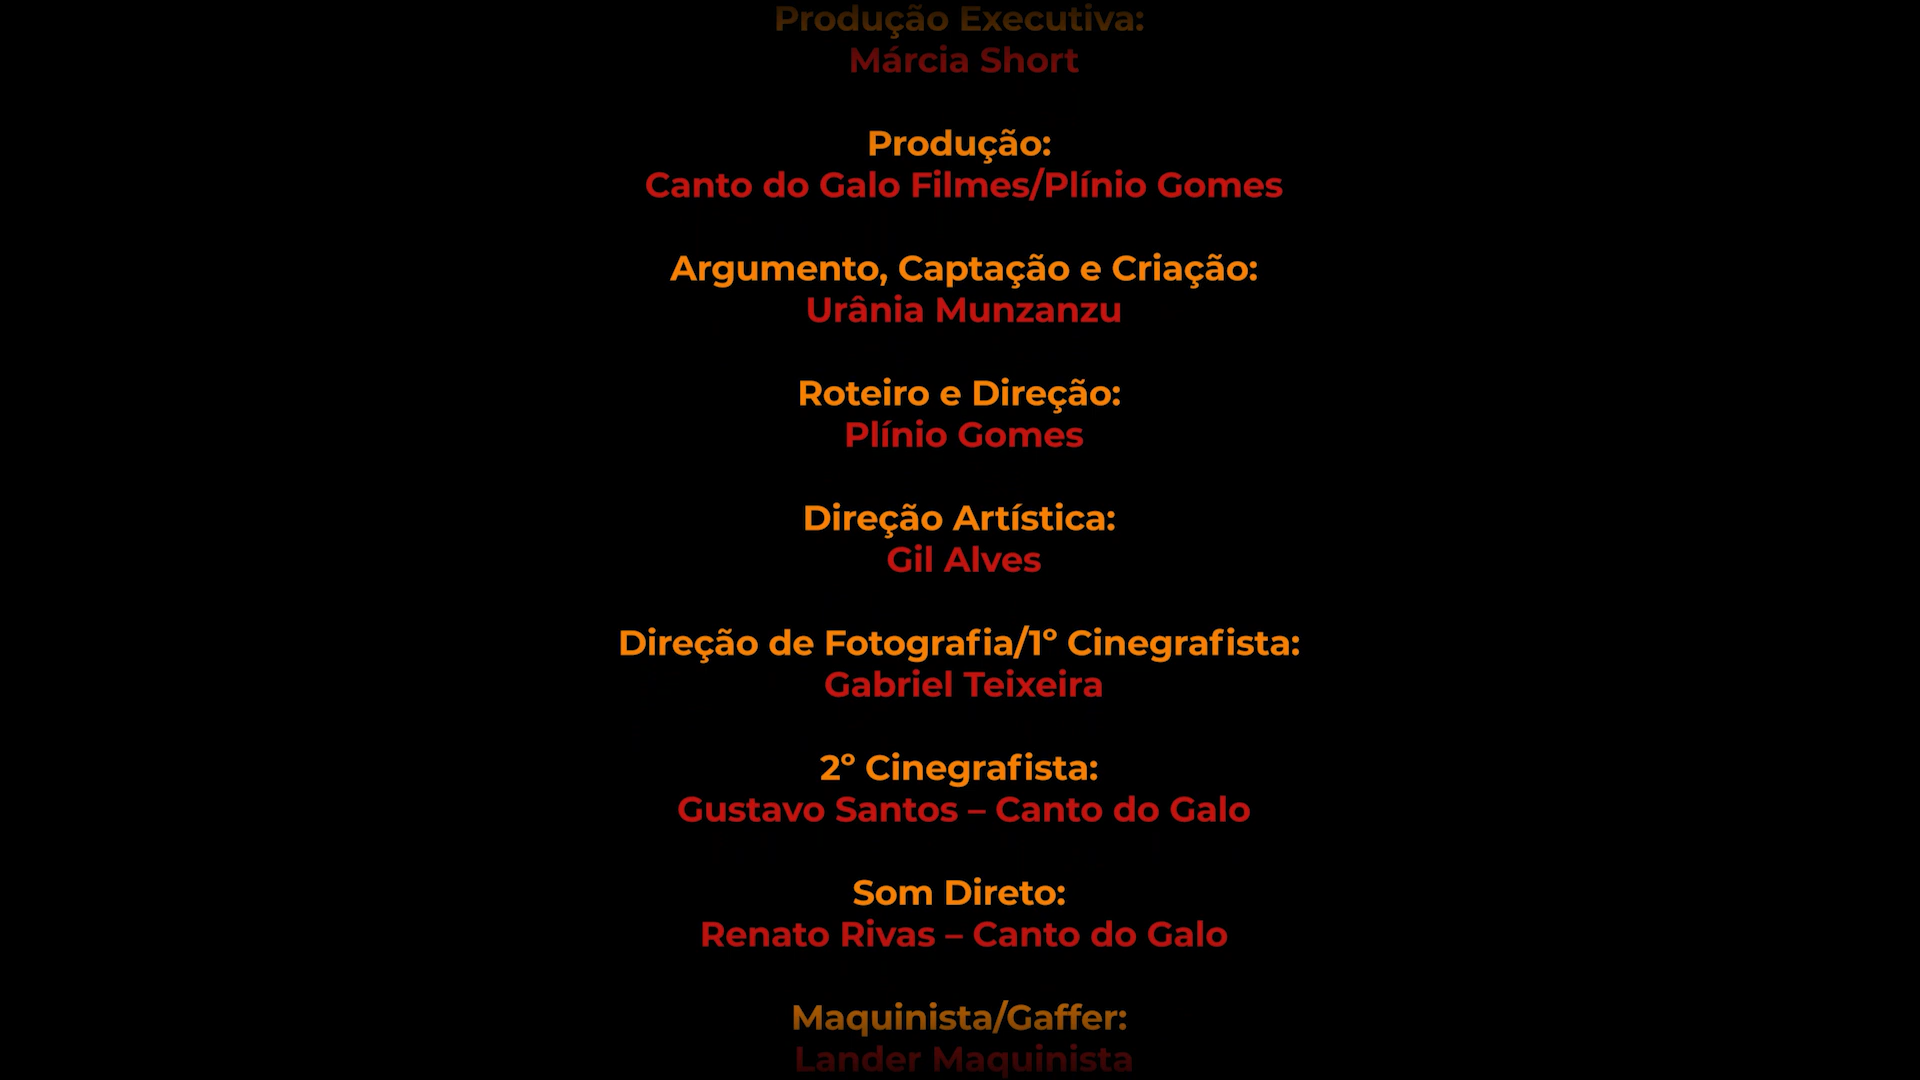 Produção Executiva:
Márcia Short
Produção:
Canto do Galo Filmes/Plínio Gomes
Argumento, Captação e Criação:
Urânia Munzanzu
Roteiro e Direção:
Plínio Gomes
Direção Artística:
Gil Alves
Direção de Fotografia/1º Cinegrafista:
Gabriel Teixeira
2º Cinegrafista:
Gustavo Santos – Canto do Galo
Som Direto:
Renato Rivas – Canto do Galo
Maquinista/Gaffer:
Lander Maquinista